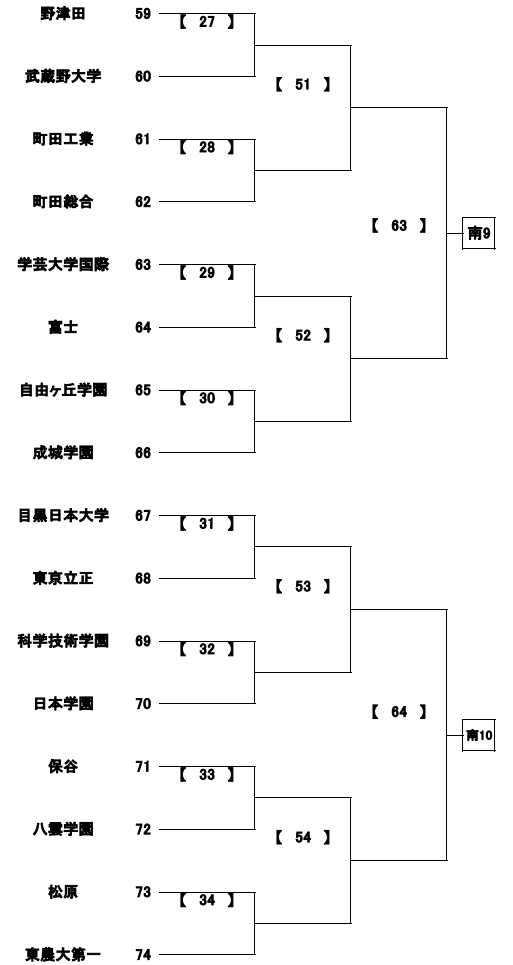 野津田 59
【 27 】
武蔵野大学 60
【 51 】
町田工業 61
【 28 】
町田総合 62
【 63 】
南9
学芸大学国際 63
【 29 】
富士 64
【 52 】
自由ヶ丘学園 65
【 30 】
成城学園 66
目黒日本大学 67
【 31 】
東京立正 68
【 53 】
科学技術学園 69
【 32 】
日本学園 70
【 64 】
南10
保谷 71
【 33 】
八雲学園 72
【 54 】
松原 73
【 34 】
東農大第一 74